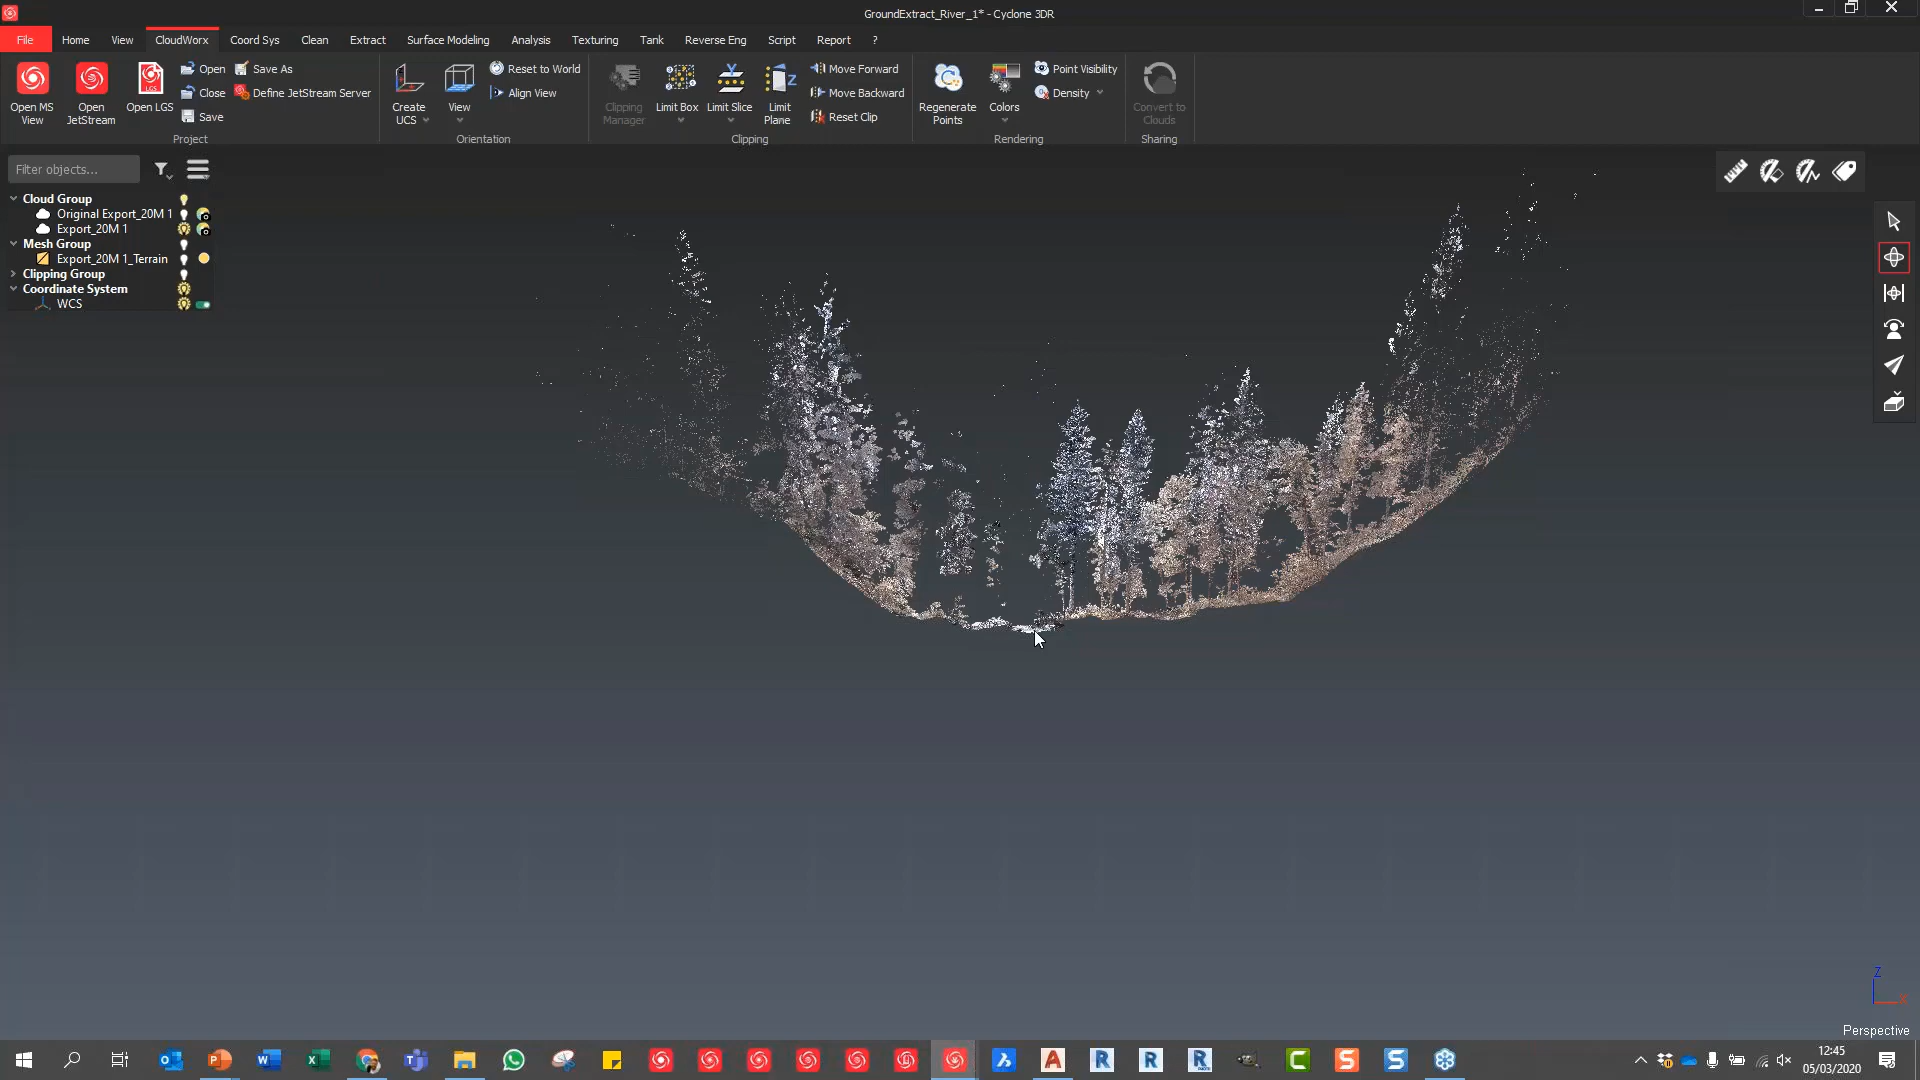 GroundExtract_River_1* - Cyclone 3DR
File Home View CloudWorx Coord Sys Clean Extract Surface Modeling Analysis Texturing Tank Reverse Eng Script Report ?
Open MS View
Open JetStream
Open LGS
Open
Save As
Close
Define JetStream Server
Save
Project
Create UCS
View
Reset to World
Align View
Orientation
Clipping Manager
Limit Box
Limit Slice
Limit Plane
Move Forward
Move Backward
Reset Clip
Clipping
Regenerate Points
Colors
Point Visibility
Density
Rendering
Convert to Clouds
Sharing
Filter objects...
Cloud Group
Original Export_20M 1
Export_20M 1
Mesh Group
Export_20M 1_Terrain
Clipping Group
Coordinate System
WCS
Z
Perspective
12:45
05/03/2020